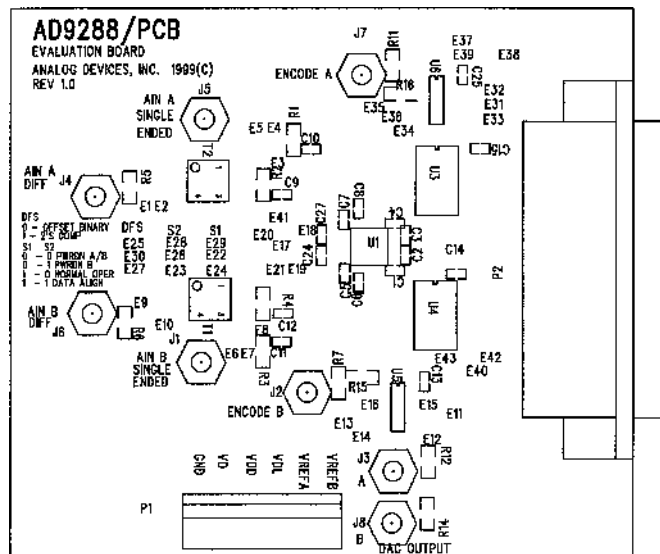 AD9288/PCB
EVALUATION BOARD
ANALOG DEVICES, INC. 1999(C)
REV 1.0
J7
ENCODE A
R11
R16
E35
E36
E34
U6
C25
E37
E39
E38
E32
E31
E33
AIN A
SINGLE
ENDED
J5
T2
E5 E4
C10
E3
C9
C15
U3
AIN A
DIFF
J4
E1 E2
E41
C7
C8
C27
E18
C4
C3
C2
C1
U1
DFS
0 - OFFSET BINARY
1 - 2'S COMP
S1 S2
0 - 0 PWRDN A/B
0 - 1 PWRDN B
1 - 0 NORMAL OPER
1 - 1 DATA ALIGN
DFS
E25
E30
E27
S2
E28
E26
E23
S1
E29
E22
E24
E20
E17
E21 E19
C24
C14
U4
P2
AIN B
DIFF
J6
E9
E10
T1
R4
E8
C12
C11
R3
J1
AIN B
SINGLE
ENDED
E6 E7
J2
ENCODE B
R7
R15
E16
E13
E14
C13
E15
E11
E43
E42
E40
E12
R12
GND
VD
VDD
VDL
VREFA
VREFB
P1
J3
A
J8
B
R14
DAC OUTPUT